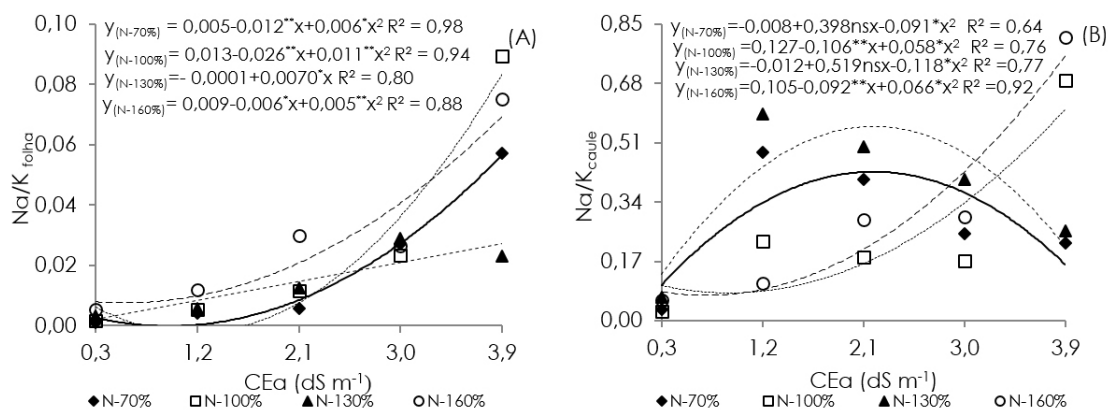 y(N-70%)= 0,005-0,012**x+0,006*x² R² = 0,98
y(N-100%)= 0,013-0,026**x+0,011**x² R² = 0,94
y(N-130%)=- 0,0001+0,0070*x R² = 0,80
y(N-160%)= 0,009-0,006*x+0,005**x² R² = 0,88
(A)
0,10
0,08
0,06
0,04
0,02
0,00
Na/K folha
0,3 1,2 2,1 3,0 3,9
CEa (dS m⁻¹)
◆N-70% □N-100% ▲N-130% ○N-160%
y(N-70%)=-0,008+0,398nsx-0,091*x² R² = 0,64
y(N-100%)=0,127-0,106**x+0,058*x² R² = 0,76
y(N-130%)=-0,012+0,519nsx-0,118*x² R² = 0,77
y(N-160%)=0,105-0,092**x+0,066*x² R² =0,92
(B)
0,85
0,68
0,51
0,34
0,17
0,00
Na/Kcaule
0,3 1,2 2,1 3,0 3,9
CEa (dS m⁻¹)
◆N-70% □N-100% ▲N-130% ○N-160%